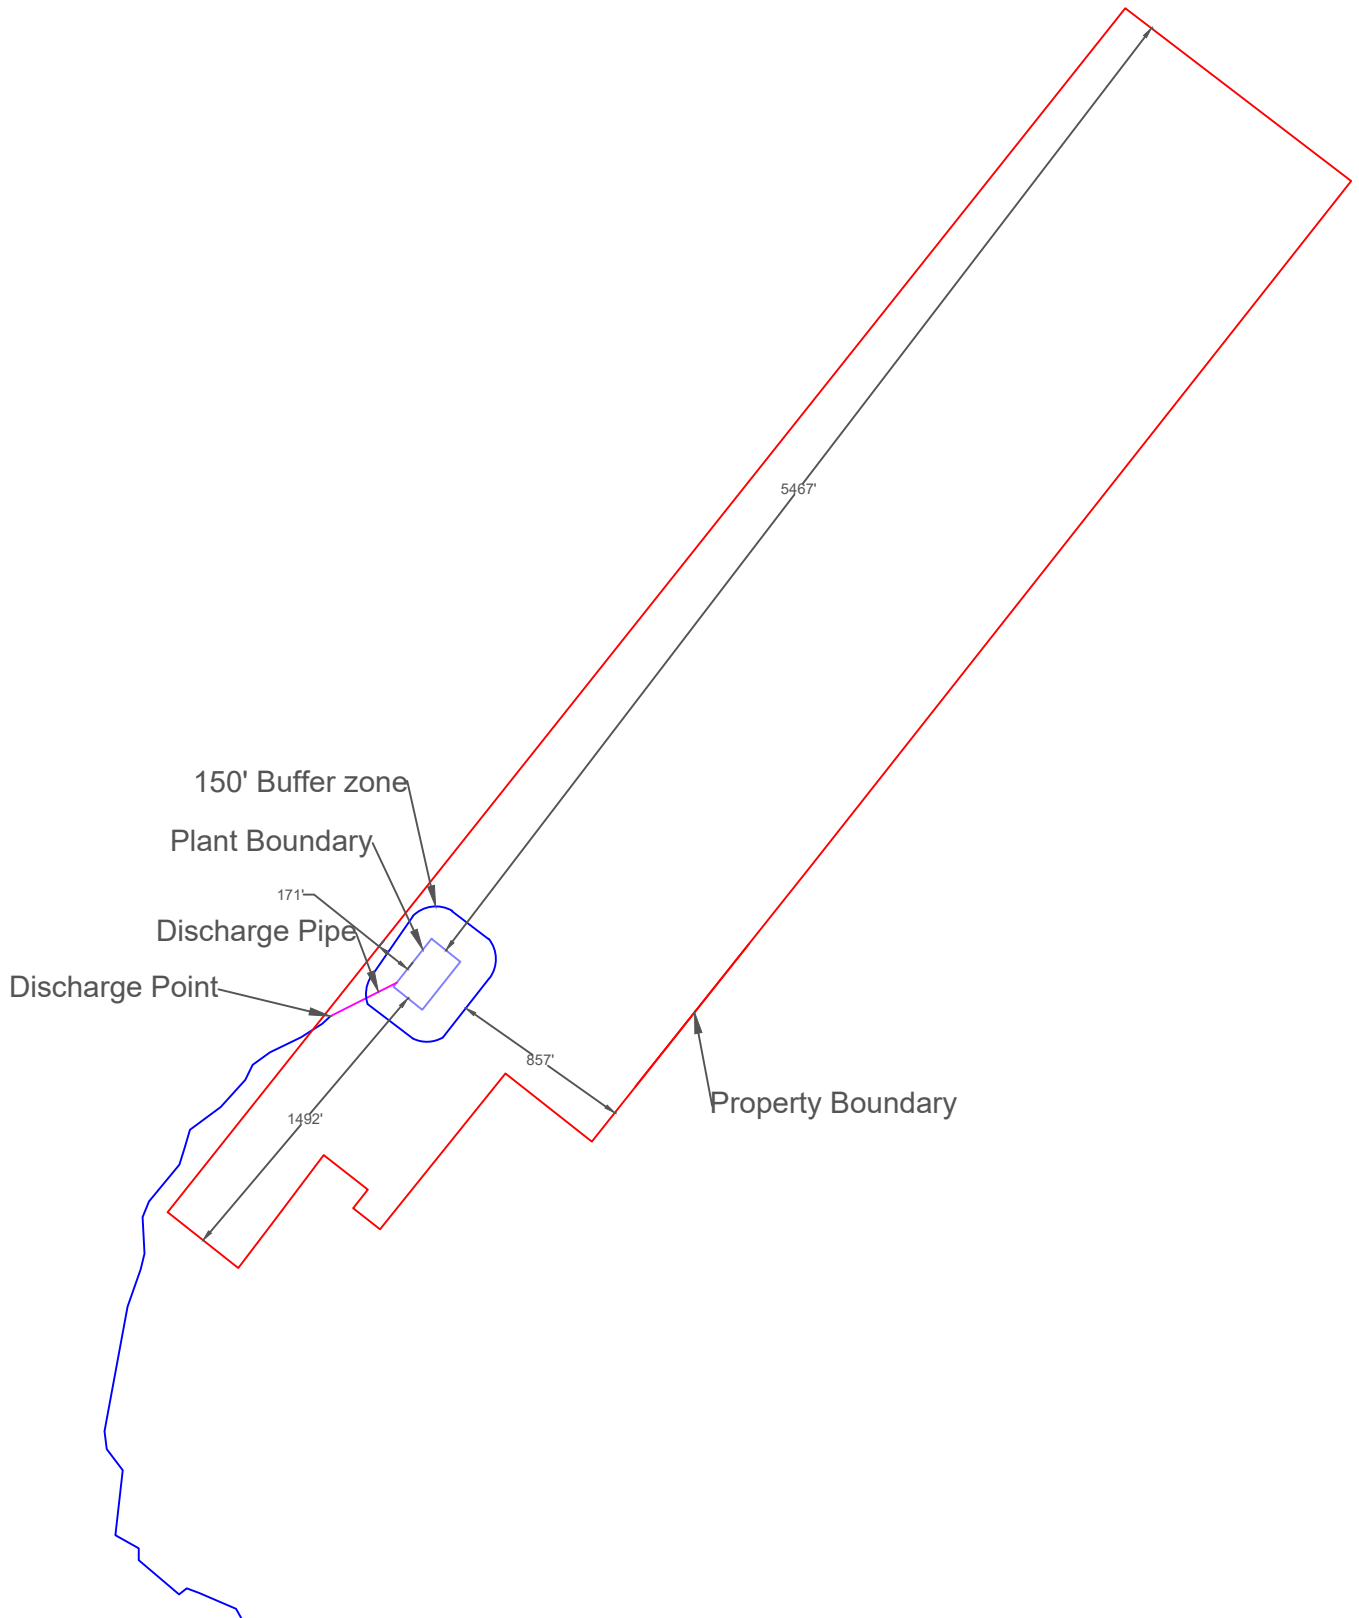 5467'
150' Buffer zone
Plant Boundary
171'
Discharge Pipe
Discharge Point
857'
Property Boundary
1492'